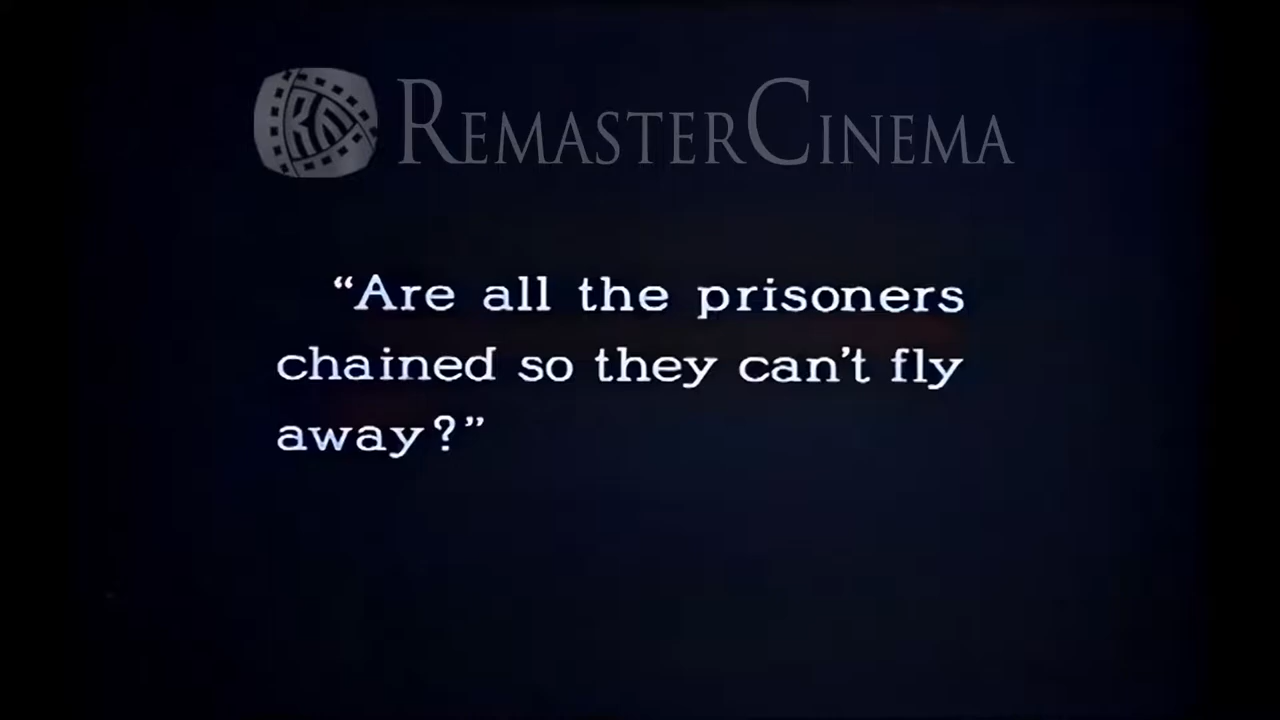 REMASTERCINEMA
“Are all the prisoners
chained so they can’t fly
away?”